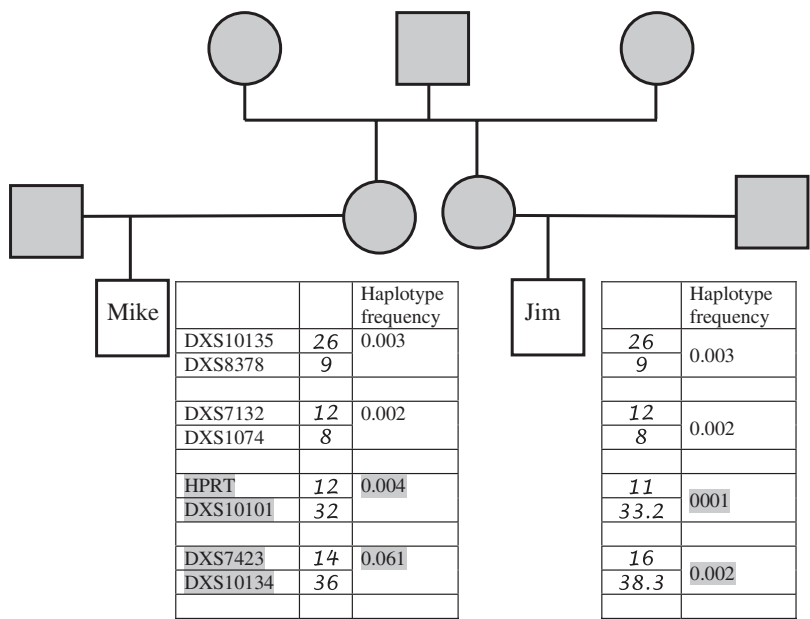 Mike
Haplotype frequency
DXS10135 26 0.003
DXS8378 9
DXS7132 12 0.002
DXS1074 8
HPRT 12 0.004
DXS10101 32
DXS7423 14 0.061
DXS10134 36
Jim
Haplotype frequency
26 0.003
9
12 0.002
8
11 0001
33.2
16 0.002
38.3